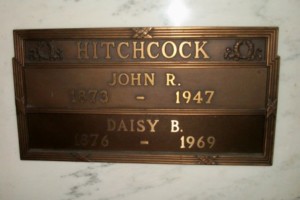 HITCHCOCK
JOHN R.
1873 - 1947
DAISY B.
1876 - 1969